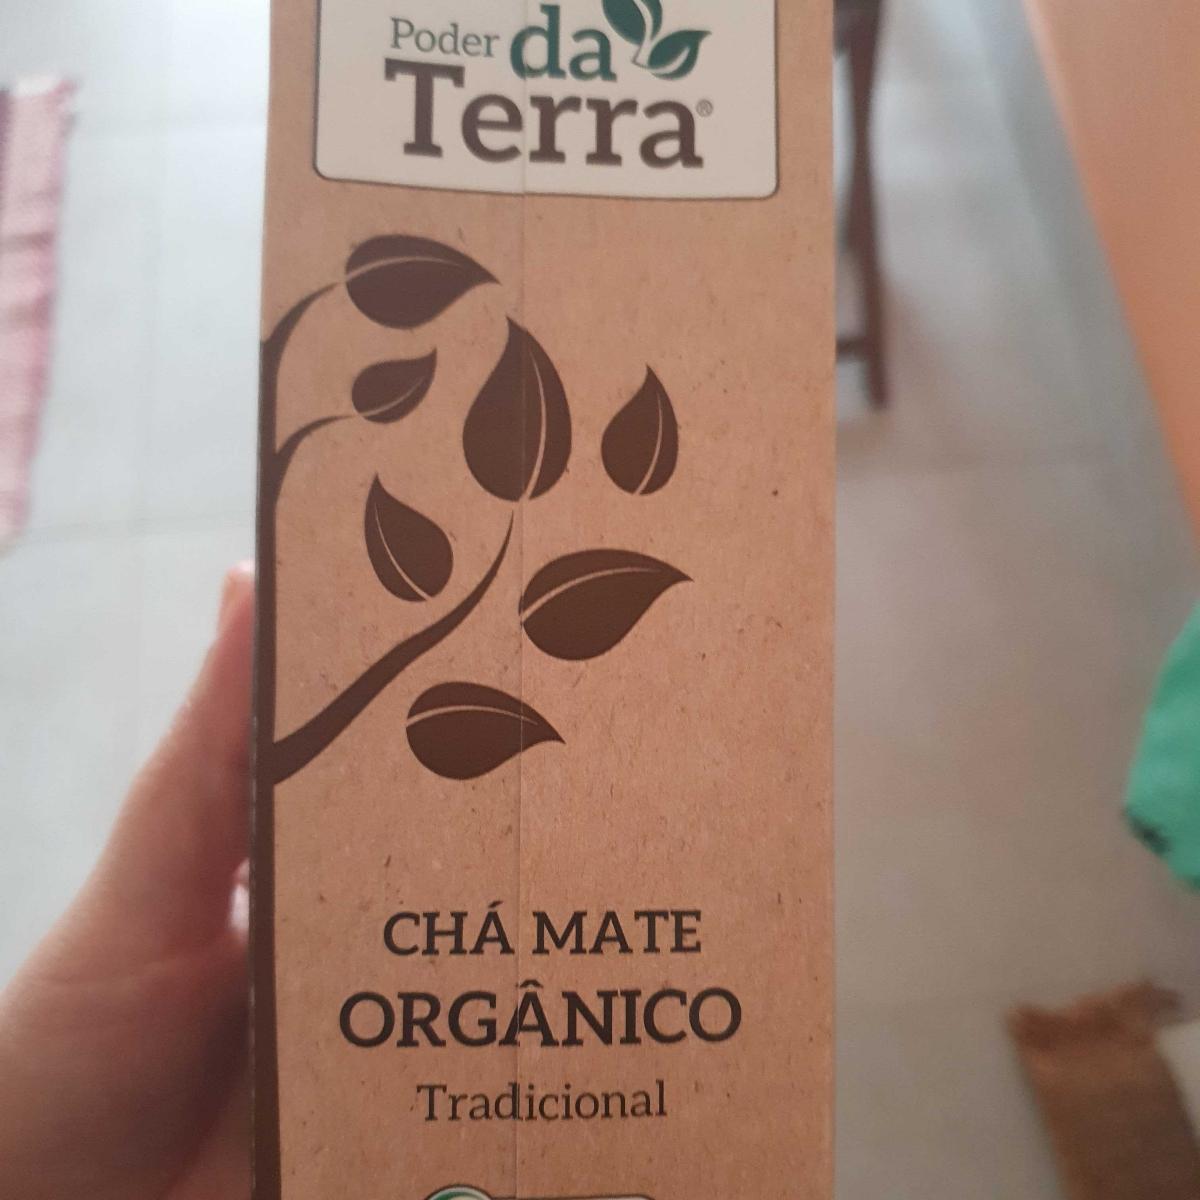 Poder da
Terra®
CHÁ MATE
ORGÂNICO
Tradicional